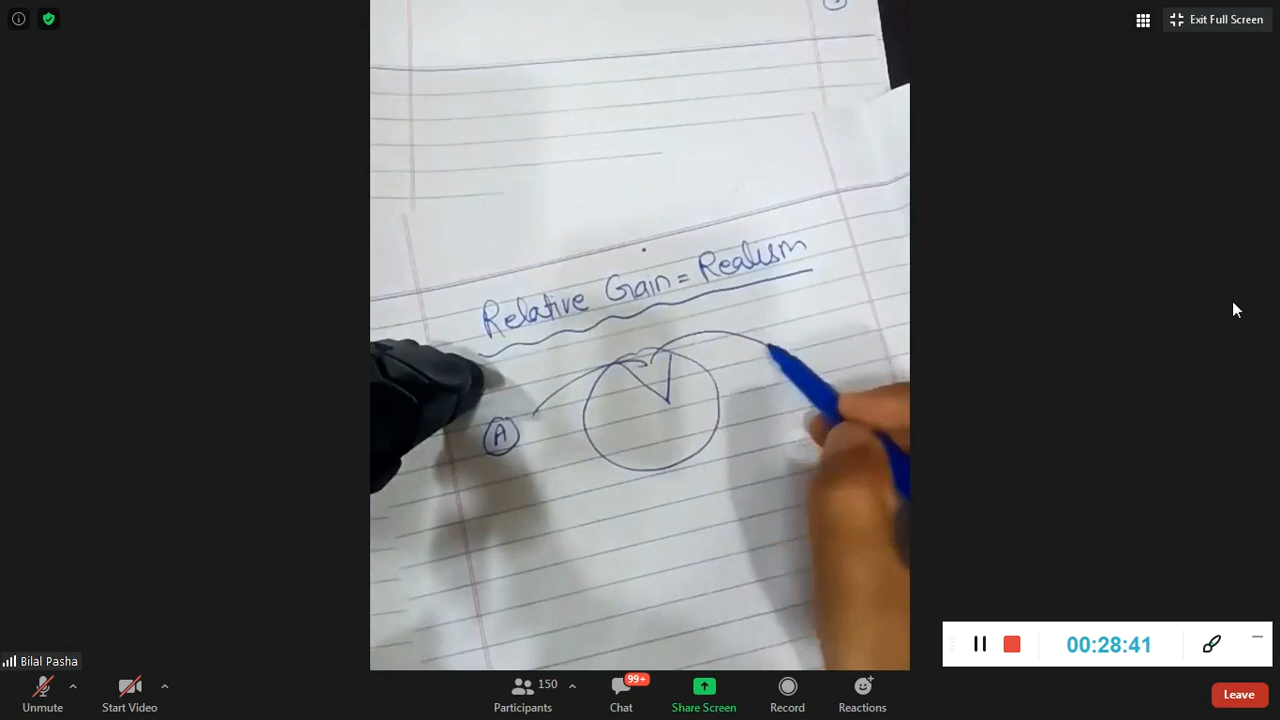 Exit Full Screen
Relative Gain = Realism
A
00:28:41
Bilal Pasha
Unmute
Start Video
150
Participants
99+
Chat
Share Screen
Record
Reactions
Leave